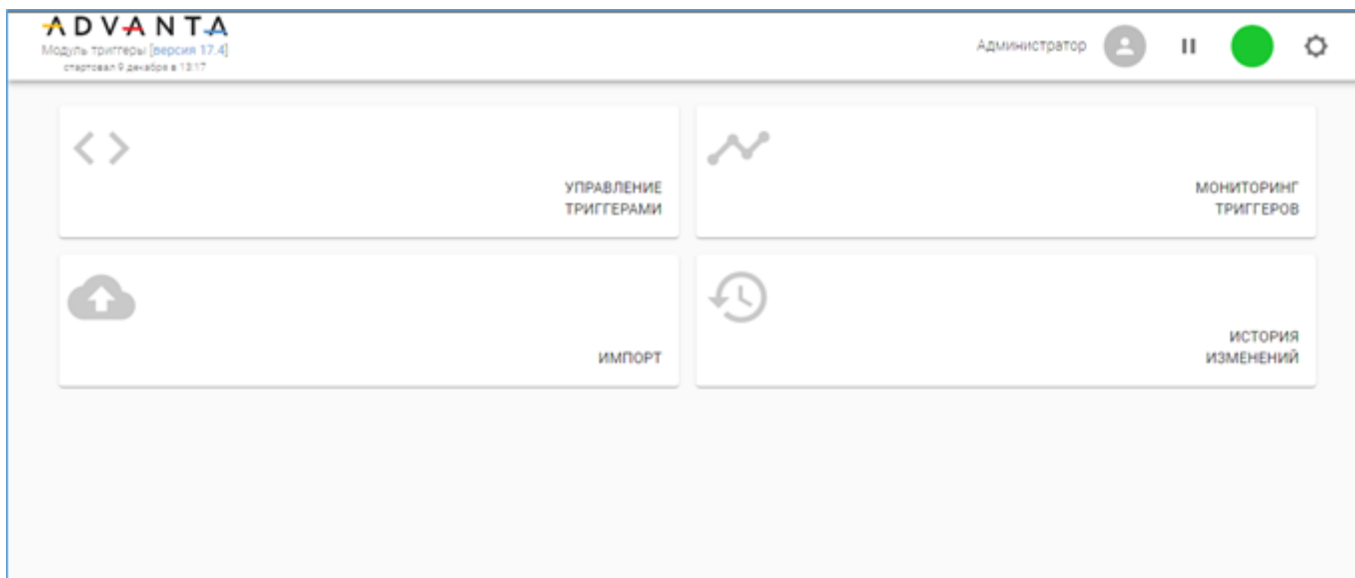 ADVANTA
Модуль триггеры [версия 17.4]
стартовал 9 декабря в 13:17
Администратор
УПРАВЛЕНИЕ
ТРИГГЕРАМИ
МОНИТОРИНГ
ТРИГГЕРОВ
ИМПОРТ
ИСТОРИЯ
ИЗМЕНЕНИЙ